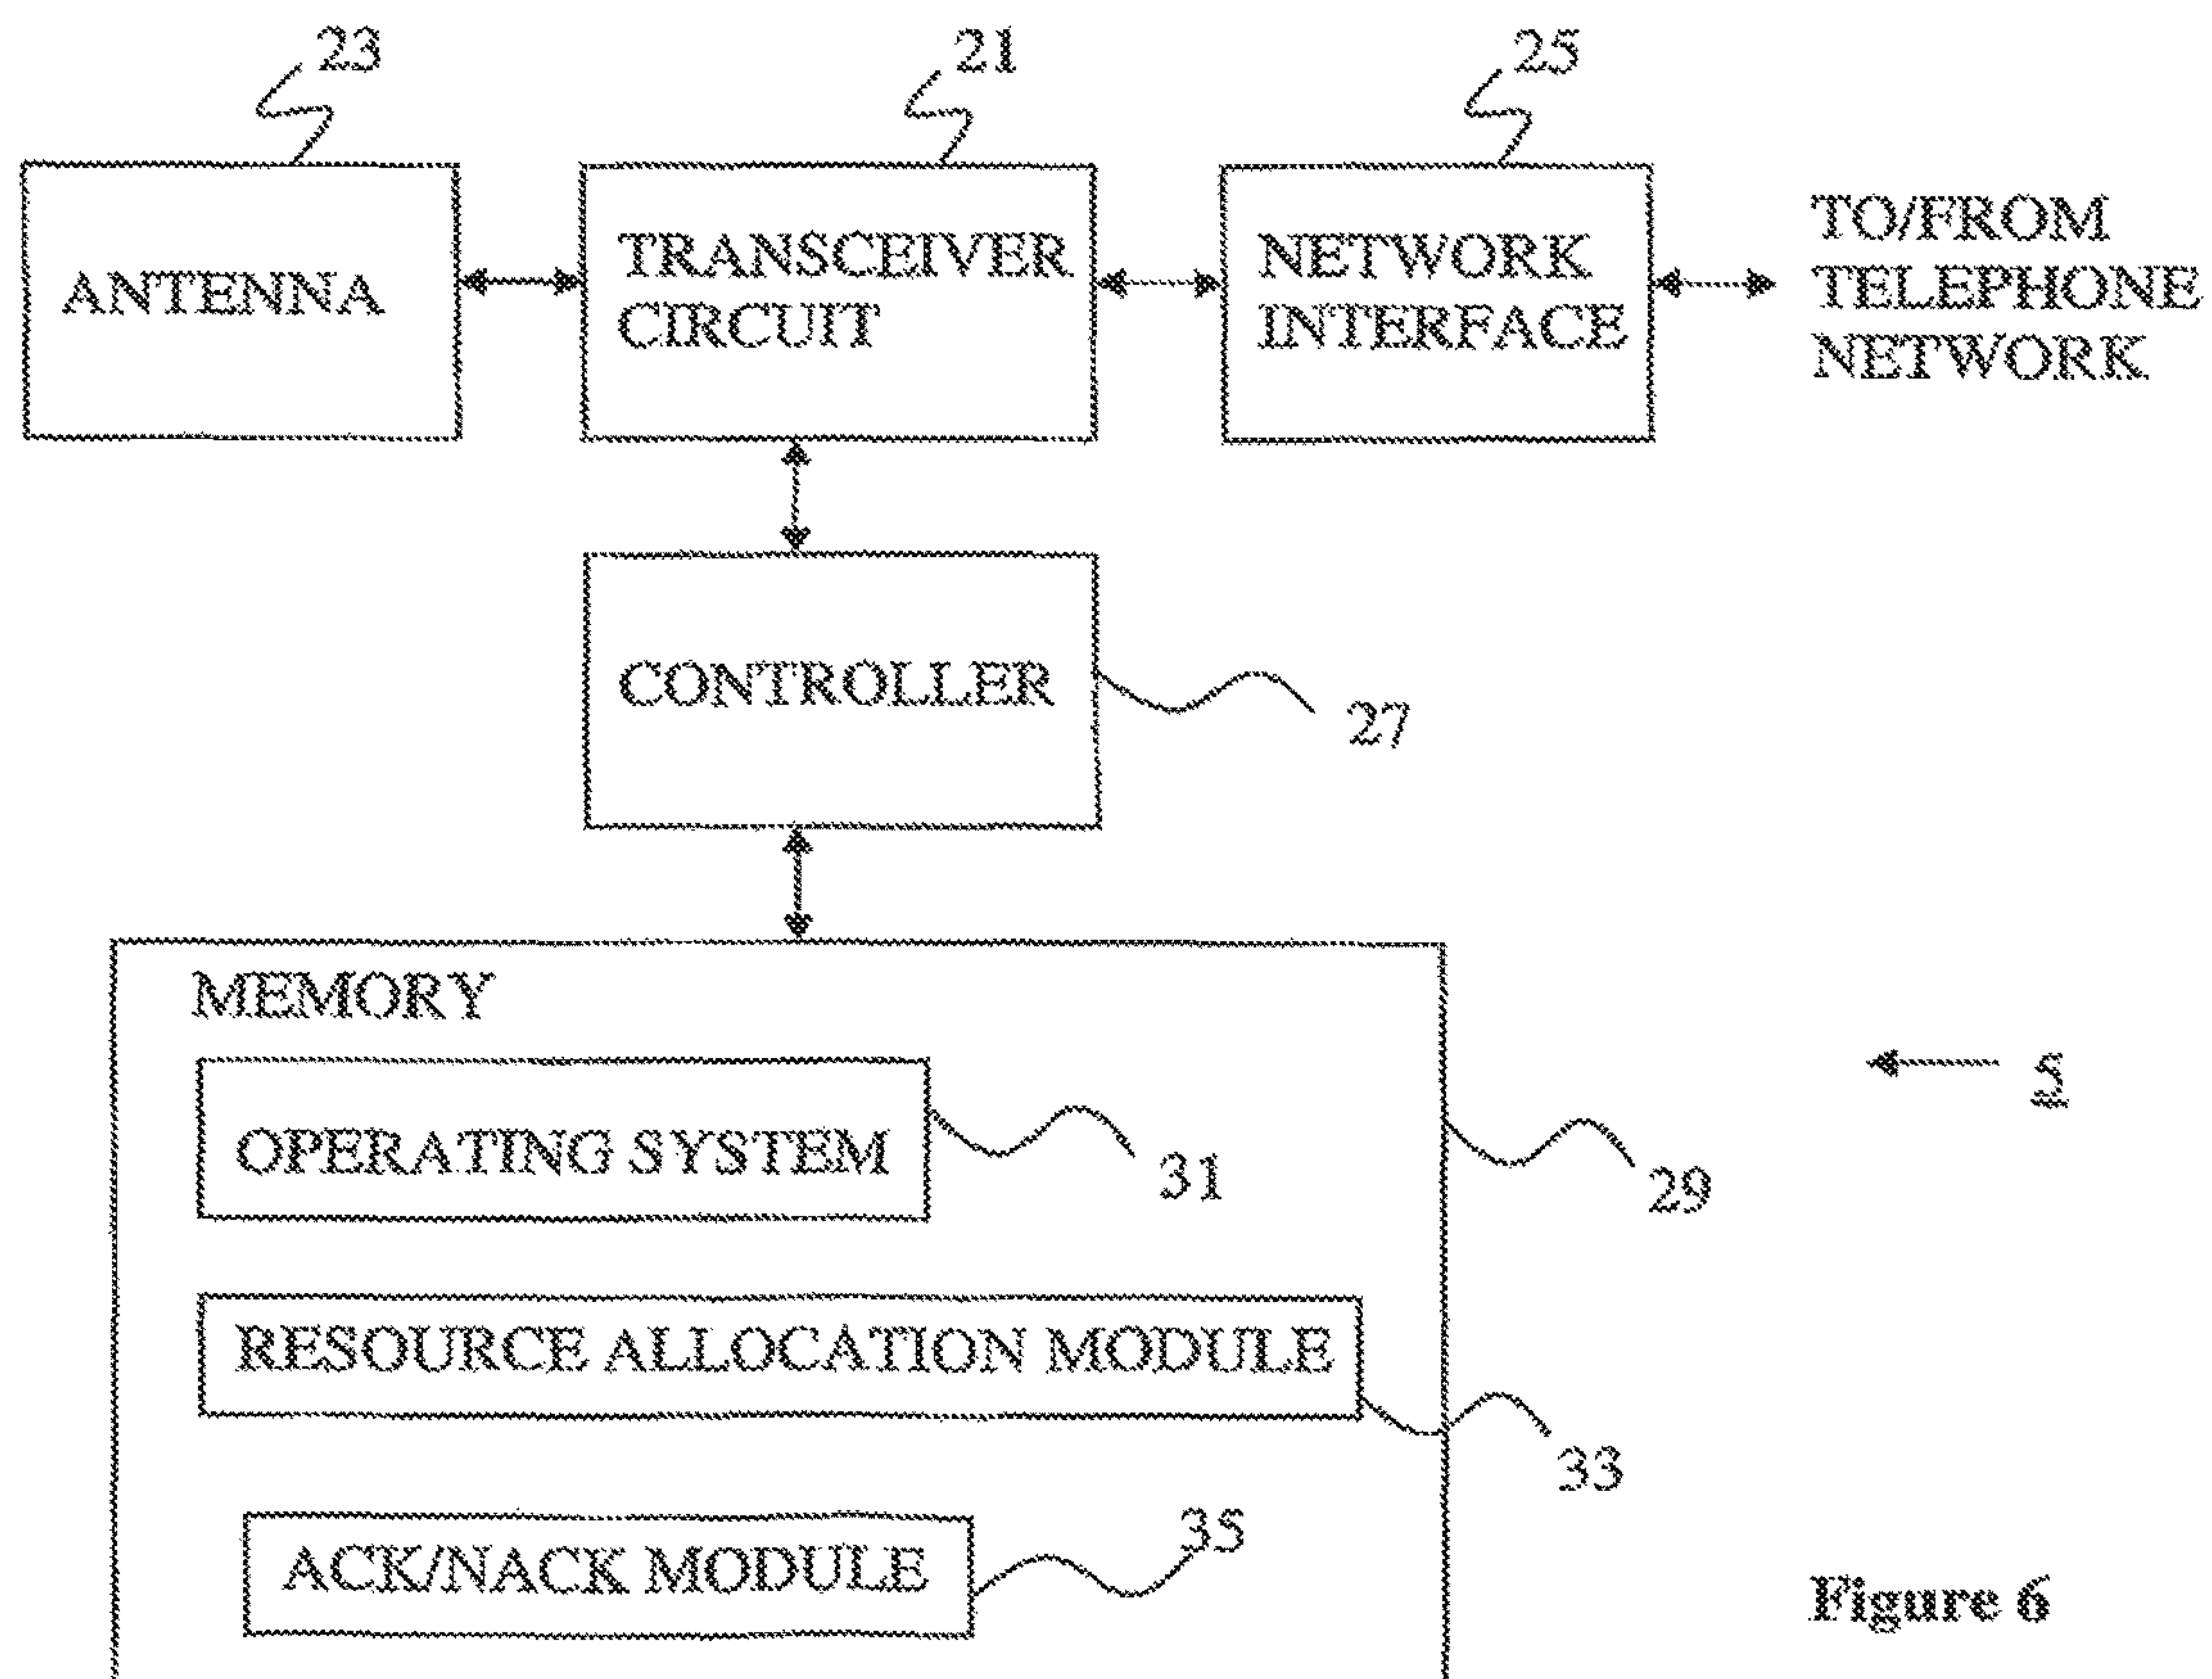 23
21
25
ANTENNA
TRANSCEIVER
CIRCUIT
NETWORK
INTERFACE
TO/FROM
TELEPHONE
NETWORK
CONTROLLER
27
MEMORY
OPERATING SYSTEM
31
29
5
RESOURCE ALLOCATION MODULE
33
ACK/NACK MODULE
35
Figure 6